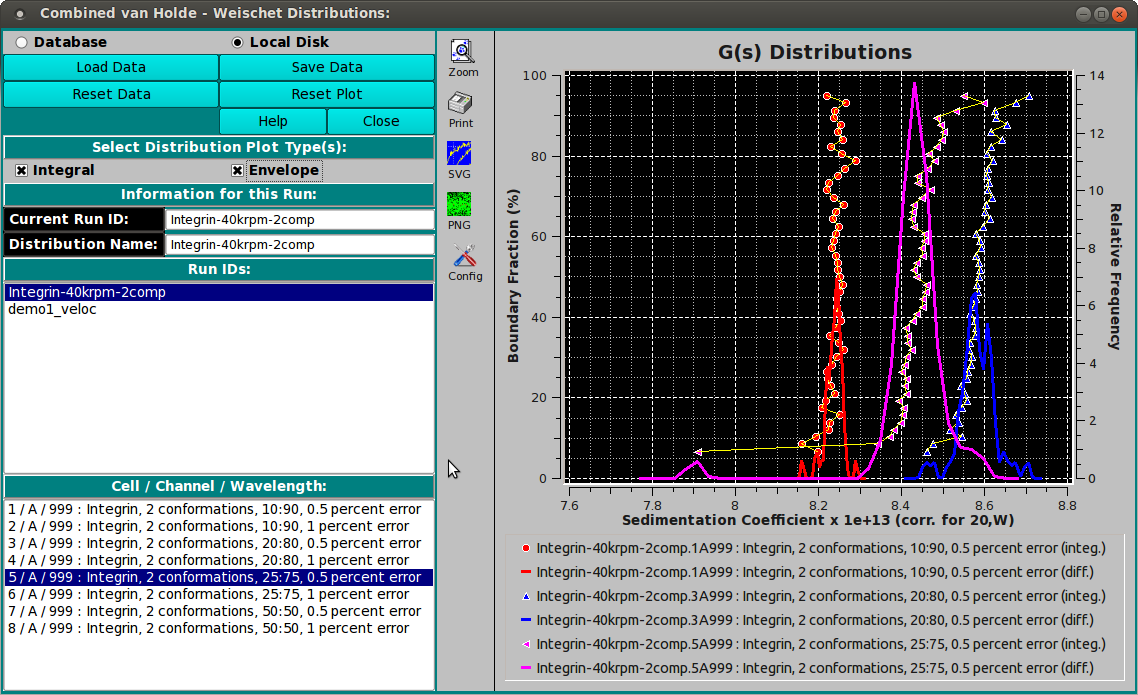 Combined van Holde - Weischet Distributions:
Database Local Disk
Load Data Save Data
Reset Data Reset Plot
Help Close
Select Distribution Plot Type(s):
Integral Envelope
Information for this Run:
Current Run ID: Integrin-40krpm-2comp
Distribution Name: Integrin-40krpm-2comp
Run IDs:
Integrin-40krpm-2comp
demo1_veloc
Cell / Channel / Wavelength:
1 / A / 999 : Integrin, 2 conformations, 10:90, 0.5 percent error
2 / A / 999 : Integrin, 2 conformations, 10:90, 1 percent error
3 / A / 999 : Integrin, 2 conformations, 20:80, 0.5 percent error
4 / A / 999 : Integrin, 2 conformations, 20:80, 1 percent error
5 / A / 999 : Integrin, 2 conformations, 25:75, 0.5 percent error
6 / A / 999 : Integrin, 2 conformations, 25:75, 1 percent error
7 / A / 999 : Integrin, 2 conformations, 50:50, 0.5 percent error
8 / A / 999 : Integrin, 2 conformations, 50:50, 1 percent error
Zoom
Print
SVG
PNG
Config
G(s) Distributions
Boundary Fraction (%)
100
80
60
40
20
0
14
12
10
8
6
4
2
0
Relative Frequency
7.6 7.8 8 8.2 8.4 8.6 8.8
Sedimentation Coefficient x 1e+13 (corr. for 20,W)
Integrin-40krpm-2comp.1A999 : Integrin, 2 conformations, 10:90, 0.5 percent error (integ.)
Integrin-40krpm-2comp.1A999 : Integrin, 2 conformations, 10:90, 0.5 percent error (diff.)
Integrin-40krpm-2comp.3A999 : Integrin, 2 conformations, 20:80, 0.5 percent error (integ.)
Integrin-40krpm-2comp.3A999 : Integrin, 2 conformations, 20:80, 0.5 percent error (diff.)
Integrin-40krpm-2comp.5A999 : Integrin, 2 conformations, 25:75, 0.5 percent error (integ.)
Integrin-40krpm-2comp.5A999 : Integrin, 2 conformations, 25:75, 0.5 percent error (diff.)